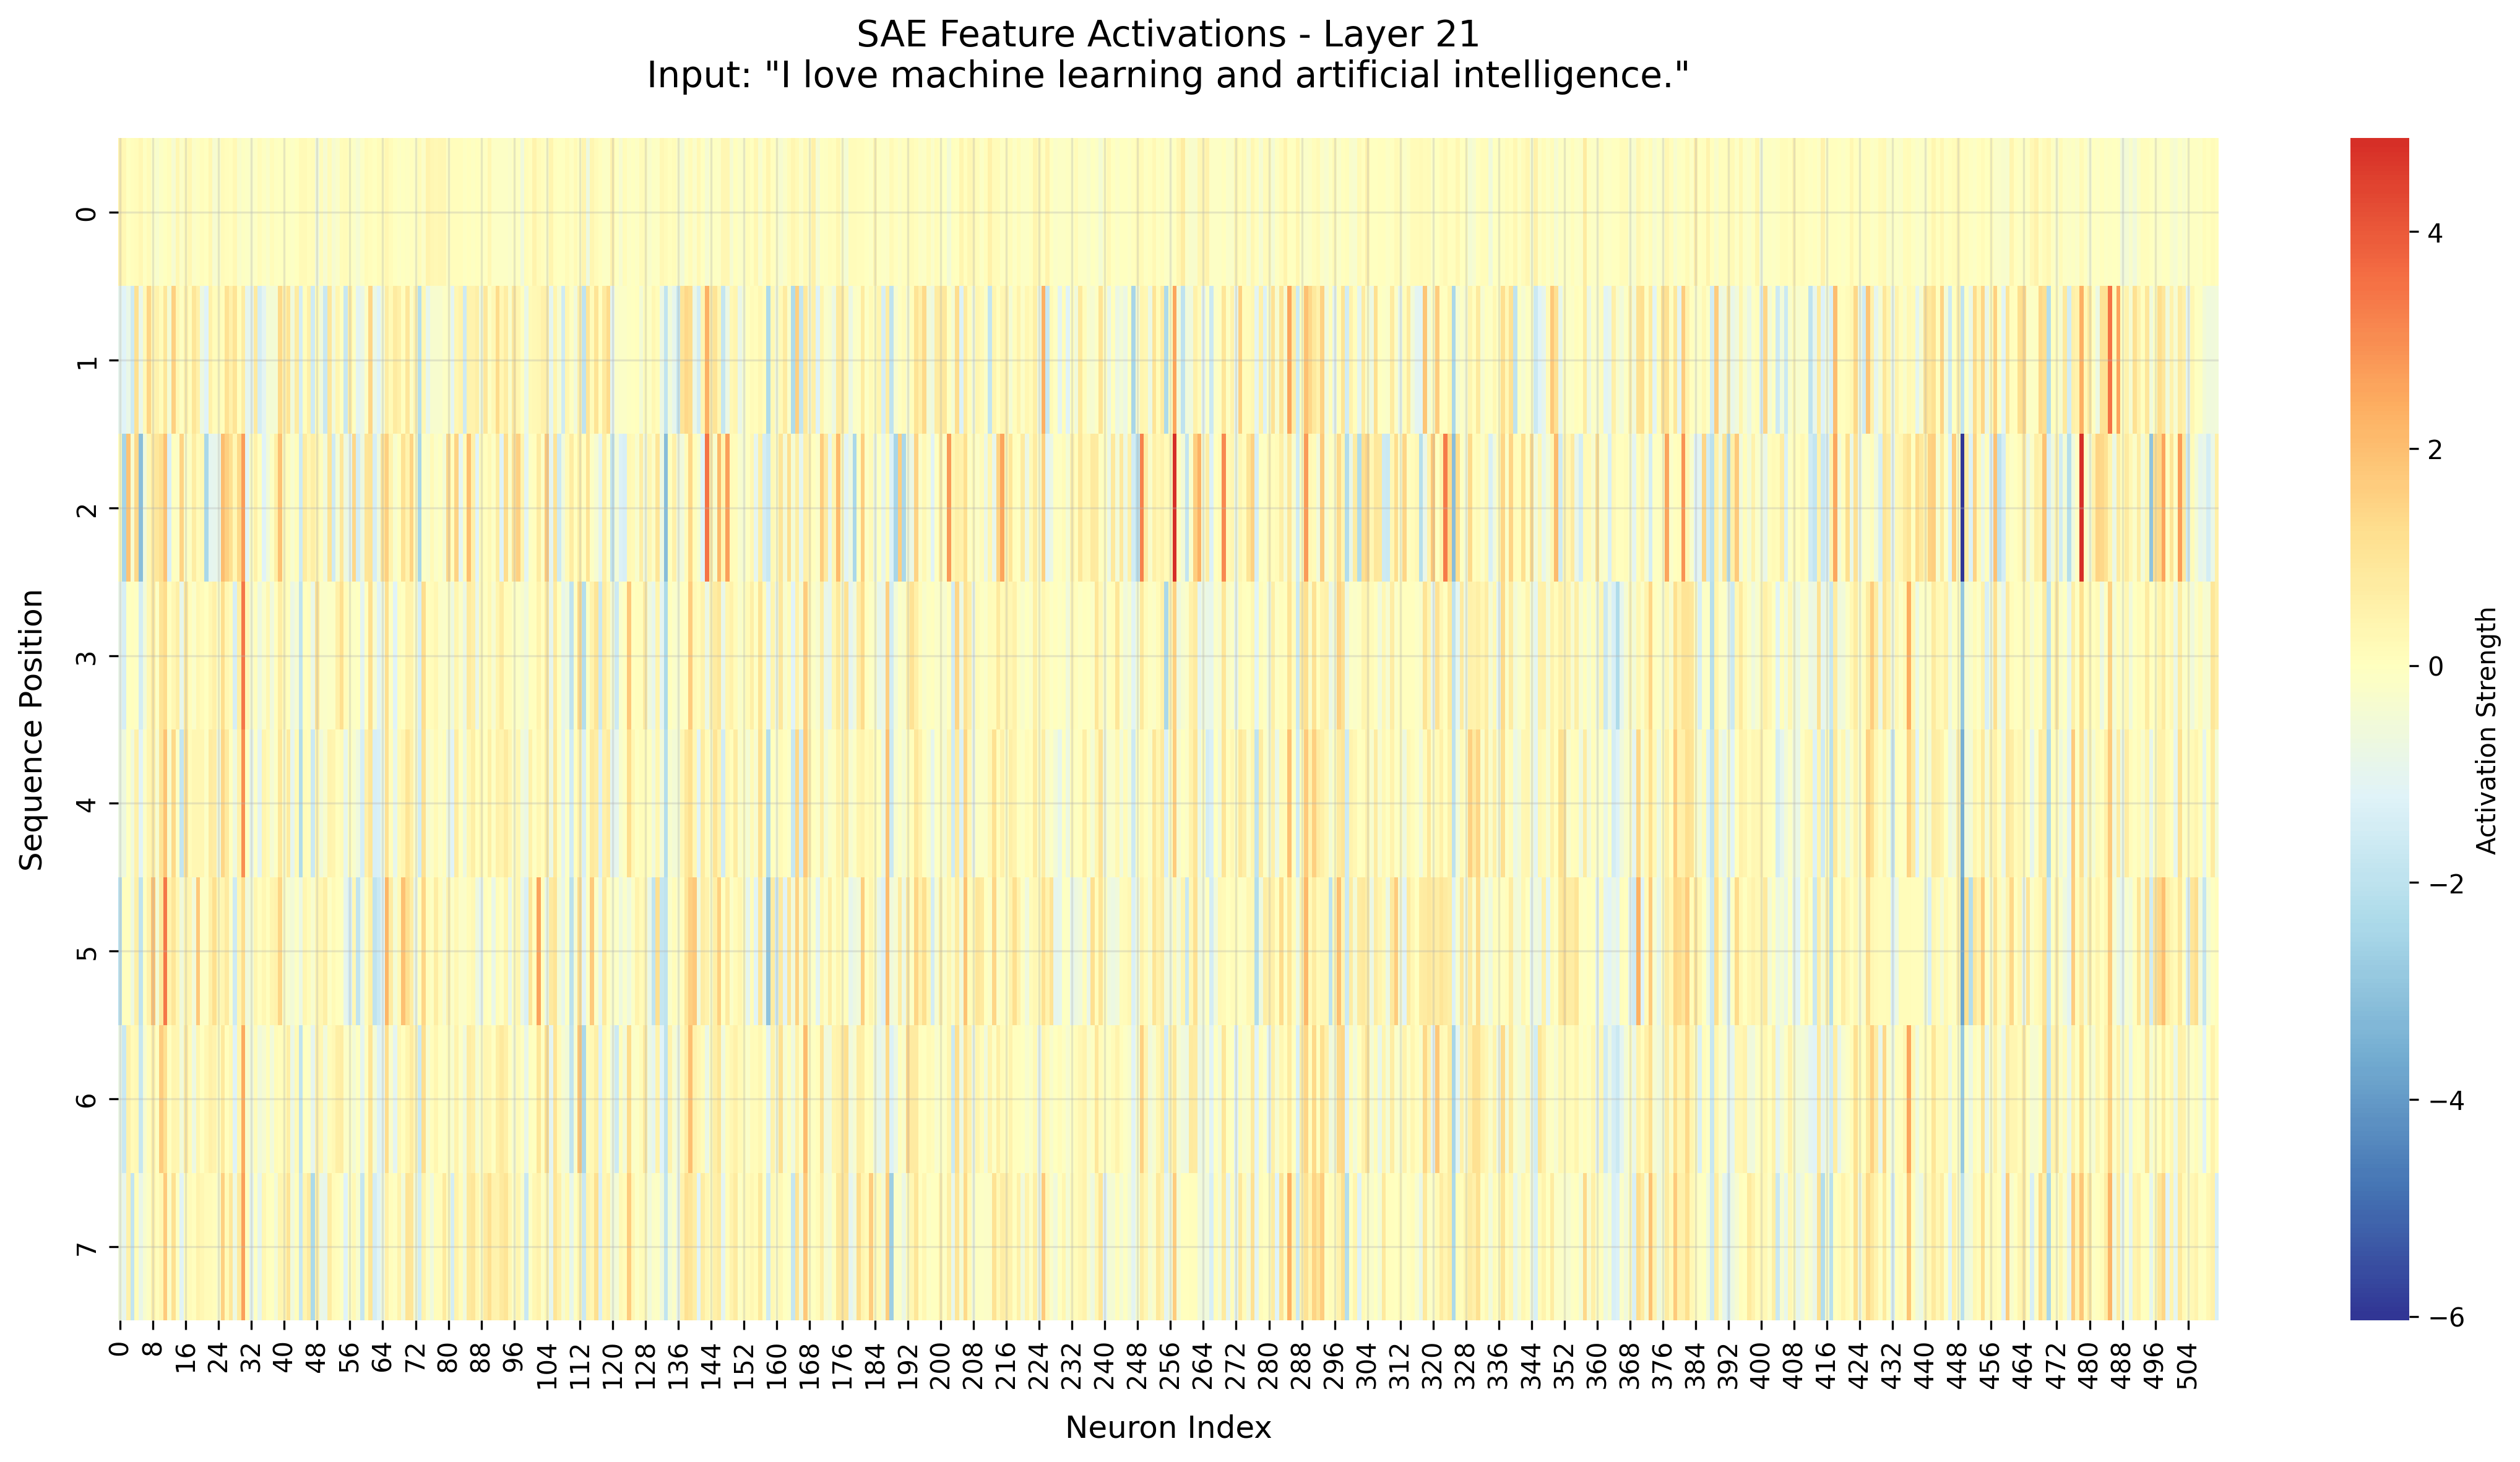 SAE Feature Activations - Layer 21
Input: "I love machine learning and artificial intelligence."
Sequence Position
0
1
2
3
4
5
6
7
0 8 16 24 32 40 48 56 64 72 80 88 96 104 112 120 128 136 144 152 160 168 176 184 192 200 208 216 224 232 240 248 256 264 272 280 288 296 304 312 320 328 336 344 352 360 368 376 384 392 400 408 416 424 432 440 448 456 464 472 480 488 496 504
Neuron Index
4
2
0
−2
−4
−6
Activation Strength